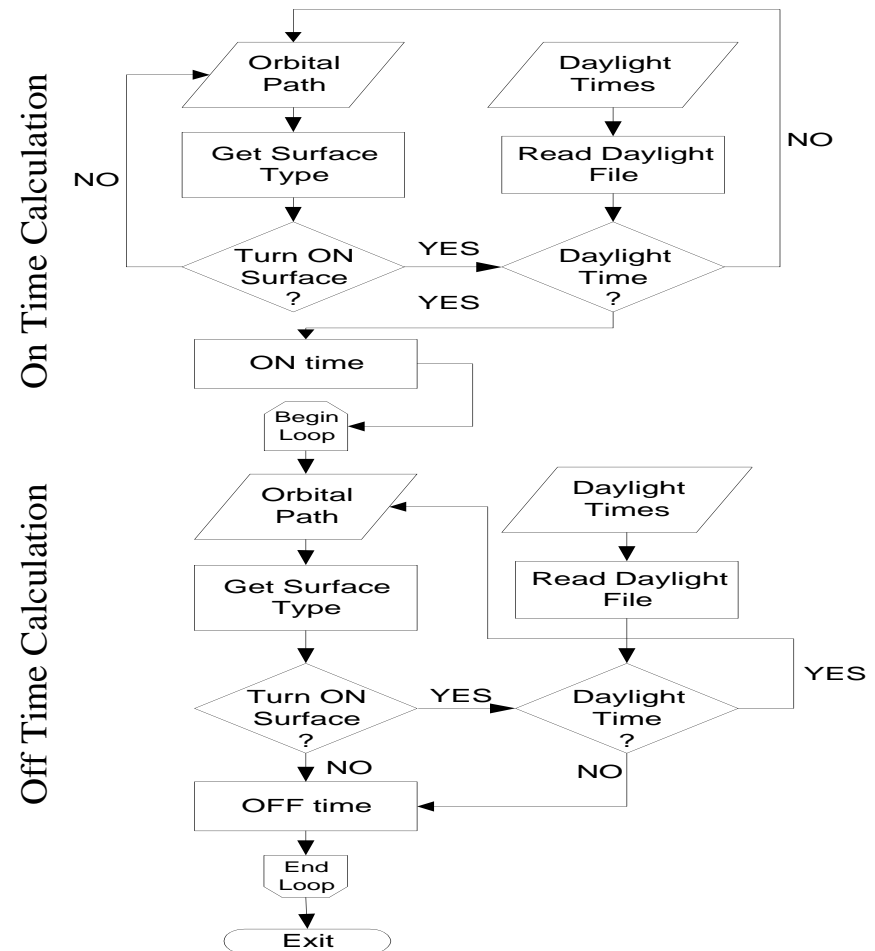 On Time Calculation
Orbital
Path
Daylight
Times
Get Surface
Type
Read Daylight
File
NO
NO
Turn ON
Surface
?
YES
Daylight
Time
?
YES
ON time
Begin
Loop
Off Time Calculation
Orbital
Path
Daylight
Times
Get Surface
Type
Read Daylight
File
Turn ON
Surface
?
YES
Daylight
Time
?
YES
NO
NO
OFF time
End
Loop
Exit